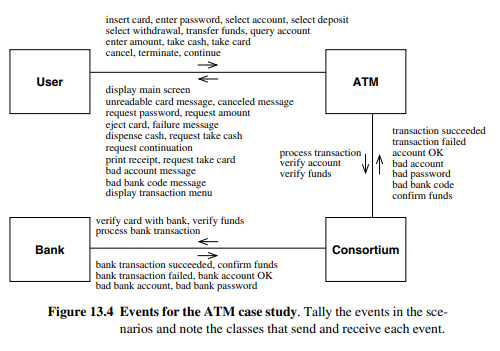 insert card, enter password, select account, select deposit
select withdrawal, transfer funds, query account
enter amount, take cash, take card
cancel, terminate, continue
User
ATM
display main screen
unreadable card message, canceled message
request password, request amount
eject card, failure message
dispense cash, request take cash
request continuation
print receipt, request take card
bad account message
bad bank code message
display transaction menu
process transaction
verify account
verify funds
transaction succeeded
transaction failed
account OK
bad account
bad password
bad bank code
confirm funds
verify card with bank, verify funds
process bank transaction
Bank
Consortium
bank transaction succeeded, confirm funds
bank transaction failed, bank account OK
bad bank account, bad bank password
Figure 13.4 Events for the ATM case study. Tally the events in the sce-
narios and note the classes that send and receive each event.